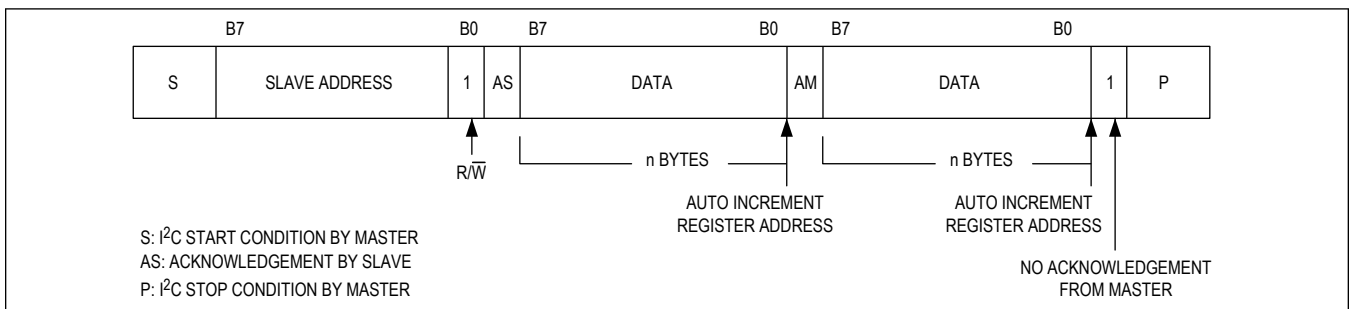 B7 B0 B7 B0 B7 B0
S SLAVE ADDRESS 1 AS DATA AM DATA 1 P
R/W̅ n BYTES n BYTES
AUTO INCREMENT AUTO INCREMENT
REGISTER ADDRESS REGISTER ADDRESS
S: I²C START CONDITION BY MASTER
AS: ACKNOWLEDGEMENT BY SLAVE
P: I²C STOP CONDITION BY MASTER
NO ACKNOWLEDGEMENT
FROM MASTER